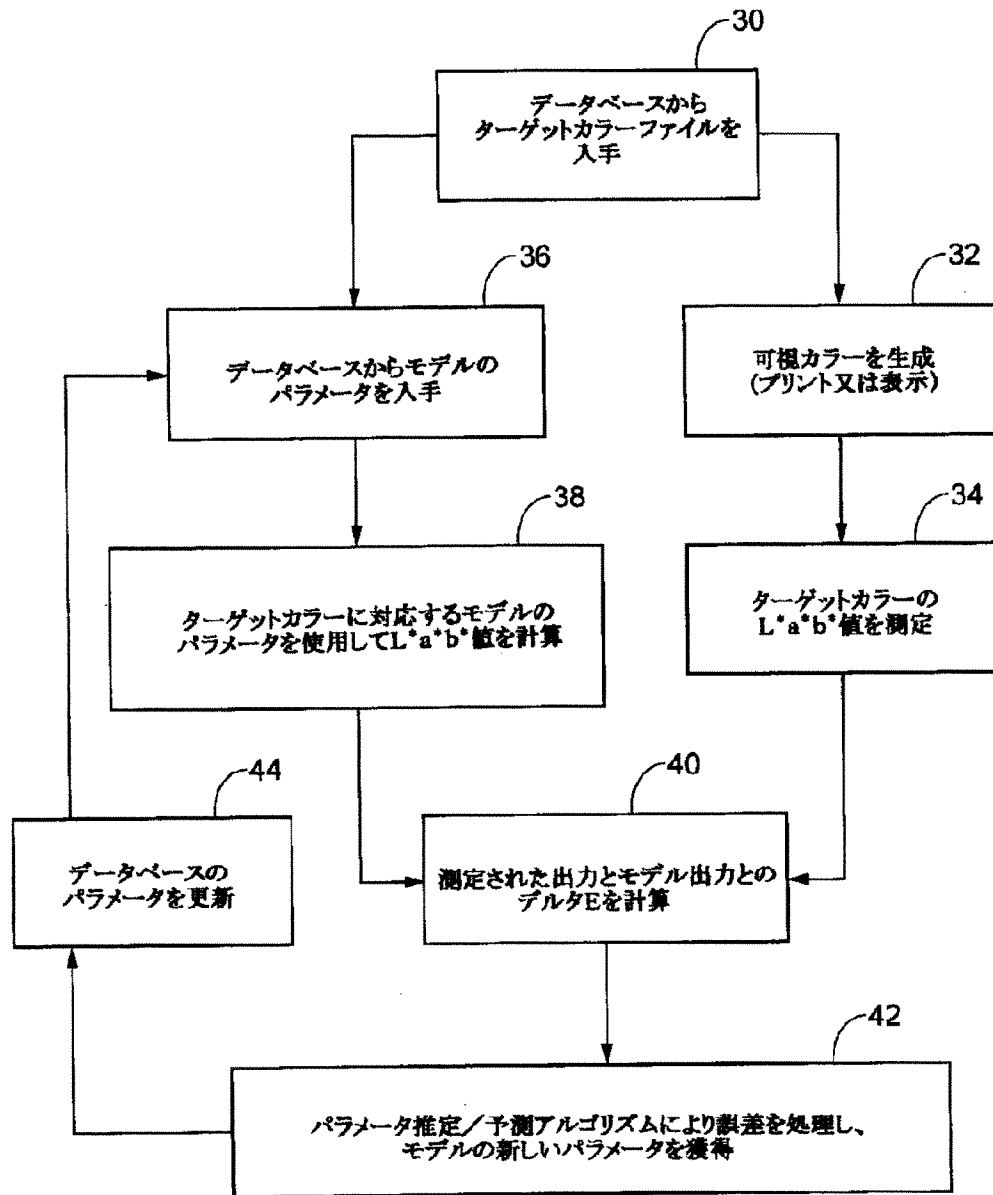 30
データベースから
ターゲットカラーファイルを
入手
36
データベースからモデルの
パラメータを入手
32
可視カラーを生成
(プリント又は表示)
38
ターゲットカラーに対応するモデルの
パラメータを使用してL*a*b*値を計算
34
ターゲットカラーの
L*a*b*値を測定
44
データベースの
パラメータを更新
40
測定された出力とモデル出力との
デルタEを計算
42
パラメータ推定/予測アルゴリズムにより誤差を処理し、
モデルの新しいパラメータを獲得